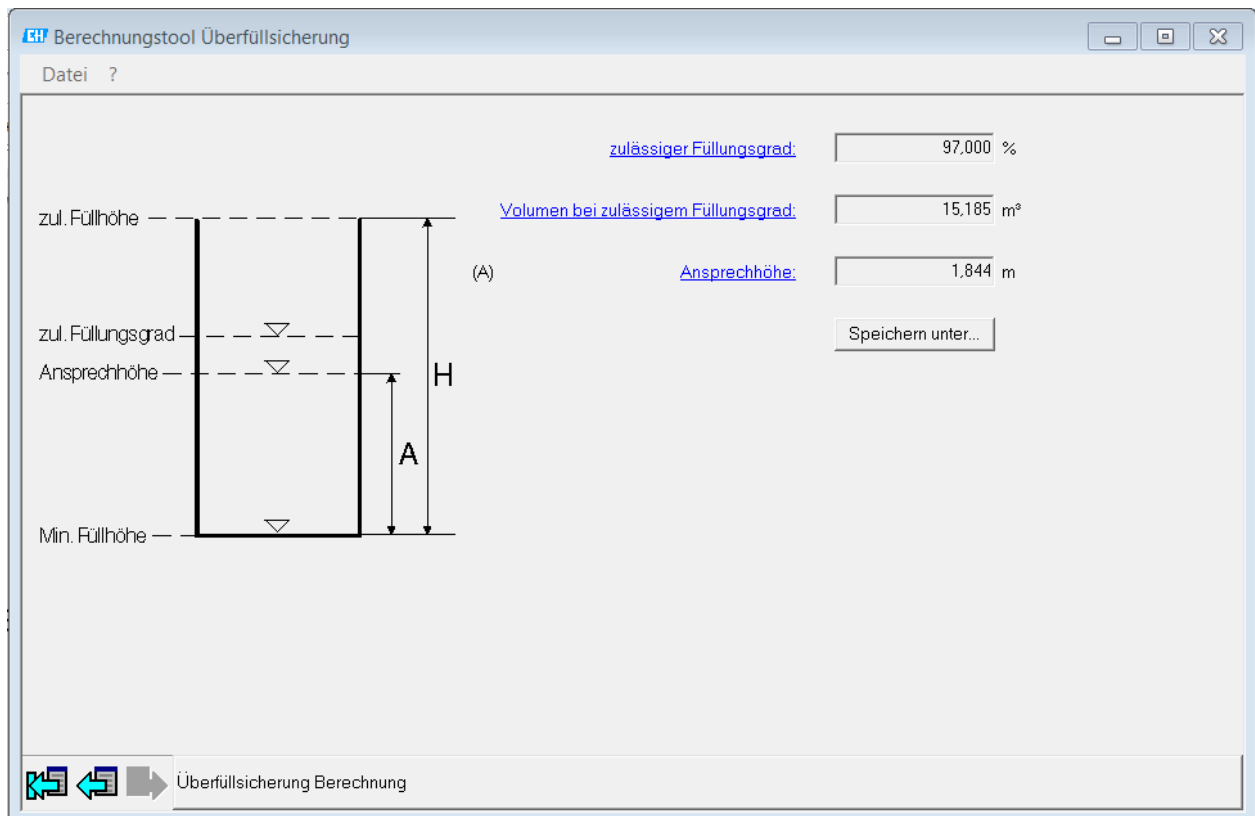 EH Berechnungstool Überfüllsicherung
Datei ?
zulässiger Füllungsgrad: 97,000 %
zul. Füllhöhe
Volumen bei zulässigem Füllungsgrad: 15,185 m³
(A) Ansprechhöhe: 1,844 m
zul. Füllungsgrad
Speichern unter...
Ansprechhöhe
H
A
Min. Füllhöhe
Überfüllsicherung Berechnung